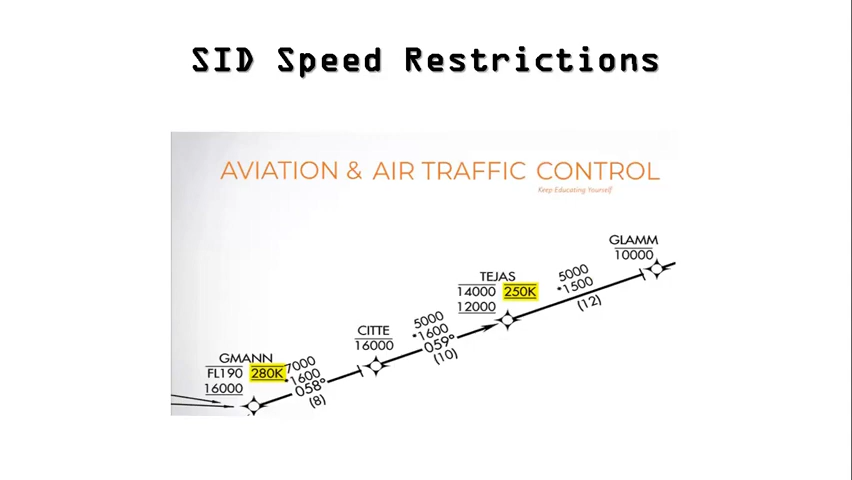 SID Speed Restrictions
AVIATION & AIR TRAFFIC CONTROL
Keep Educating Yourself
GLAMM
10000
TEJAS
14000 250K
12000
5000
*1500
(12)
CITTE
16000
5000
*1600
059°
(10)
GMANN
FL190 280K
16000
7000
*1600
058°
(8)